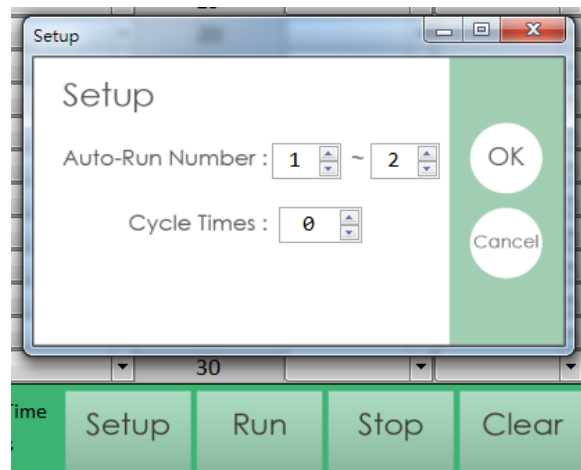 Setup
Setup
Auto-Run Number : 1 ~ 2
OK
Cycle Times : 0
Cancel
30
Setup Run Stop Clear